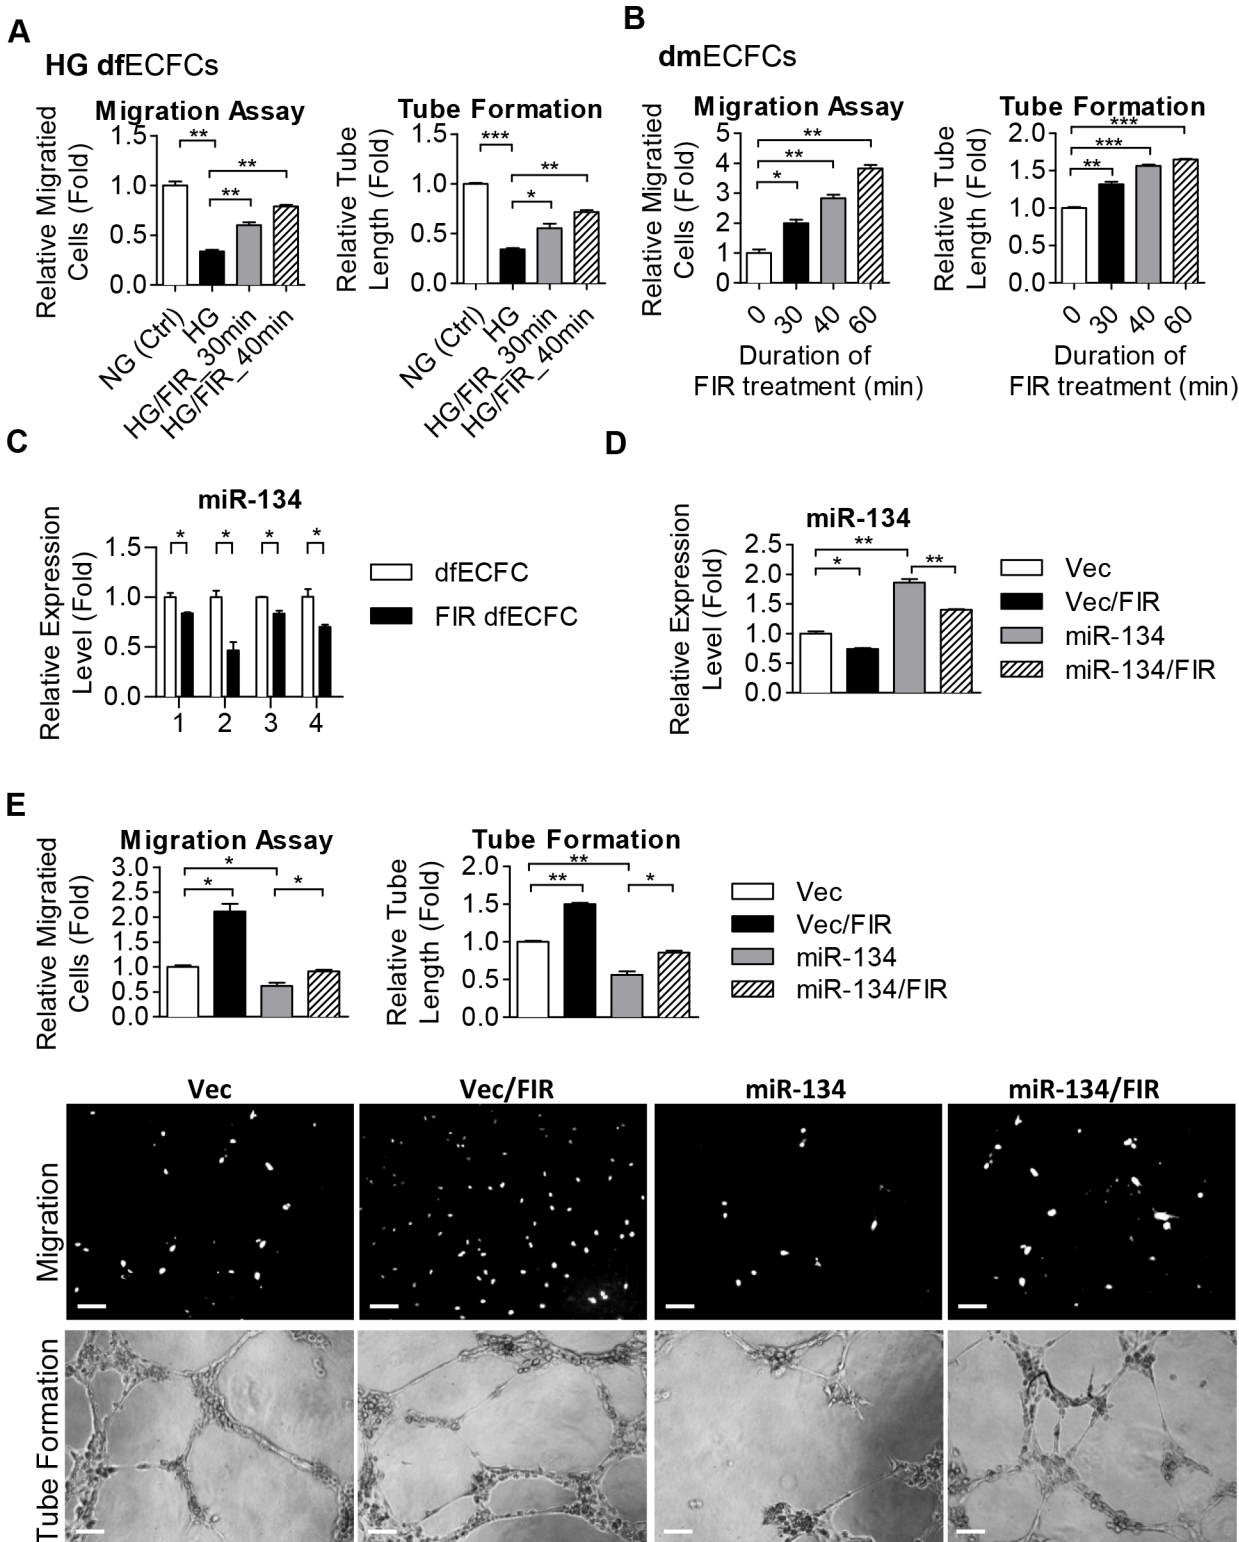 A
HG dfECFCs
Migration Assay
Relative Migratied
Cells (Fold)
1.5
1.0
0.5
0.0
**
**
**
NG (Ctrl)
HG
HG/FIR_30min
HG/FIR_40min
Tube Formation
Relative Tube
Length (Fold)
1.5
1.0
0.5
0.0
***
**
*
NG (Ctrl)
HG
HG/FIR_30min
HG/FIR_40min
B
dmECFCs
Migration Assay
Relative Migratied
Cells (Fold)
5
4
3
2
1
0
**
**
*
0 30 40 60
Duration of
FIR treatment (min)
Tube Formation
Relative Tube
Length (Fold)
2.0
1.5
1.0
0.5
0.0
***
***
**
0 30 40 60
Duration of
FIR treatment (min)
C
miR-134
Relative Expression
Level (Fold)
1.5
1.0
0.5
0.0
* * * *
1 2 3 4
dfECFC
FIR dfECFC
D
miR-134
Relative Expression
Level (Fold)
2.5
2.0
1.5
1.0
0.5
0.0
**
* **
Vec
Vec/FIR
miR-134
miR-134/FIR
E
Migration Assay
Relative Migratied
Cells (Fold)
3.0
2.5
2.0
1.5
1.0
0.5
0.0
*
* *
Tube Formation
Relative Tube
Length (Fold)
2.0
1.5
1.0
0.5
0.0
**
** *
Vec
Vec/FIR
miR-134
miR-134/FIR
Vec Vec/FIR miR-134 miR-134/FIR
Migration
Tube Formation